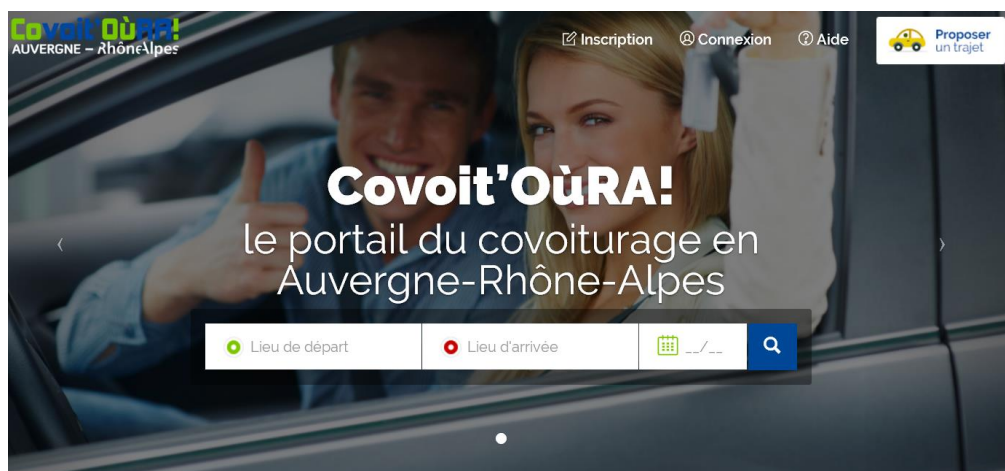 Covoit'OùRA!
AUVERGNE – RhôneAlpes
Inscription
Connexion
Aide
Proposer
un trajet
Covoit'OùRA!
le portail du covoiturage en
Auvergne-Rhône-Alpes
Lieu de départ
Lieu d'arrivée
__/__